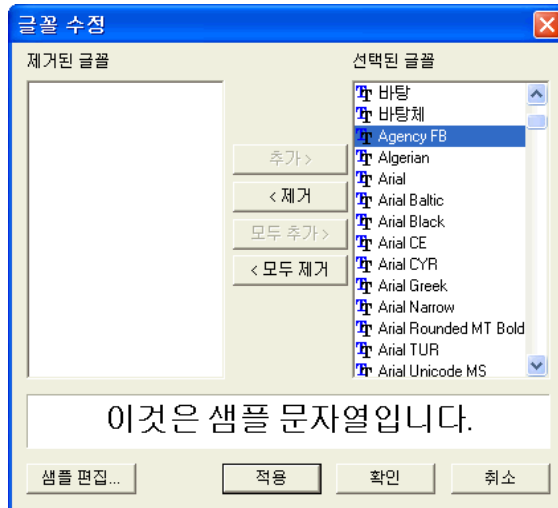 글꼴 수정
제거된 글꼴
선택된 글꼴
바탕
바탕체
Agency FB
Algerian
Arial
Arial Baltic
Arial Black
Arial CE
Arial CYR
Arial Greek
Arial Narrow
Arial Rounded MT Bold
Arial TUR
Arial Unicode MS
추가 >
< 제거
모두 추가 >
< 모두 제거
이것은 샘플 문자열입니다.
샘플 편집...
적용
확인
취소